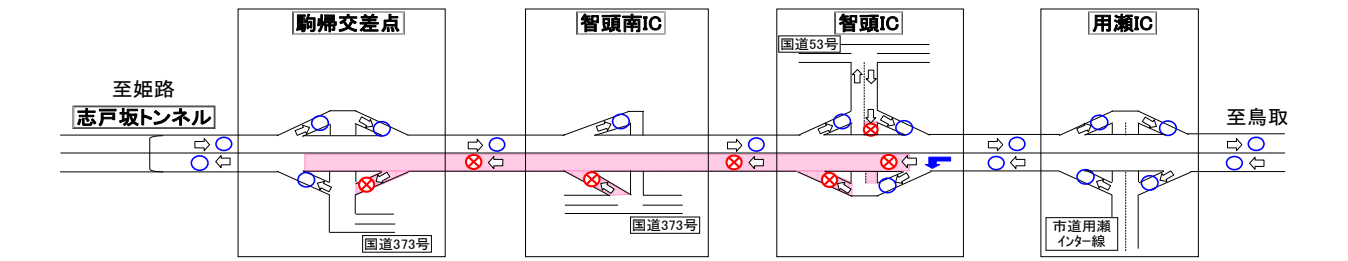 駒帰交差点
智頭南IC
智頭IC
用瀬IC
国道53号
至姫路
志戸坂トンネル
至鳥取
国道373号
国道373号
市道用瀬
インター線